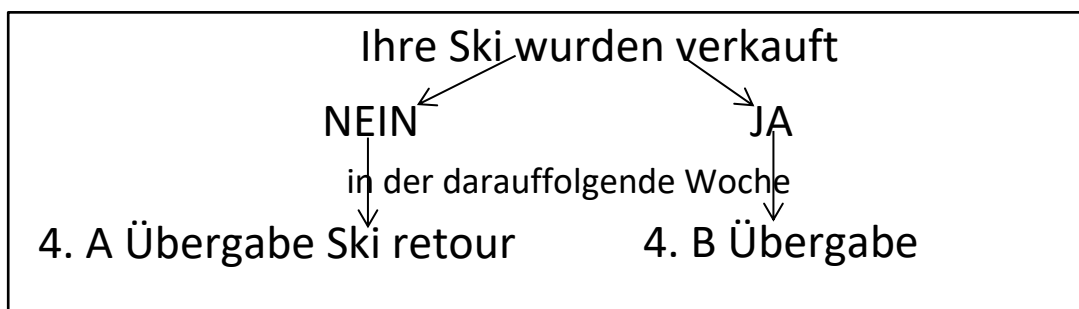 Ihre Ski wurden verkauft
NEIN JA
in der darauffolgende Woche
4. A Übergabe Ski retour 4. B Übergabe